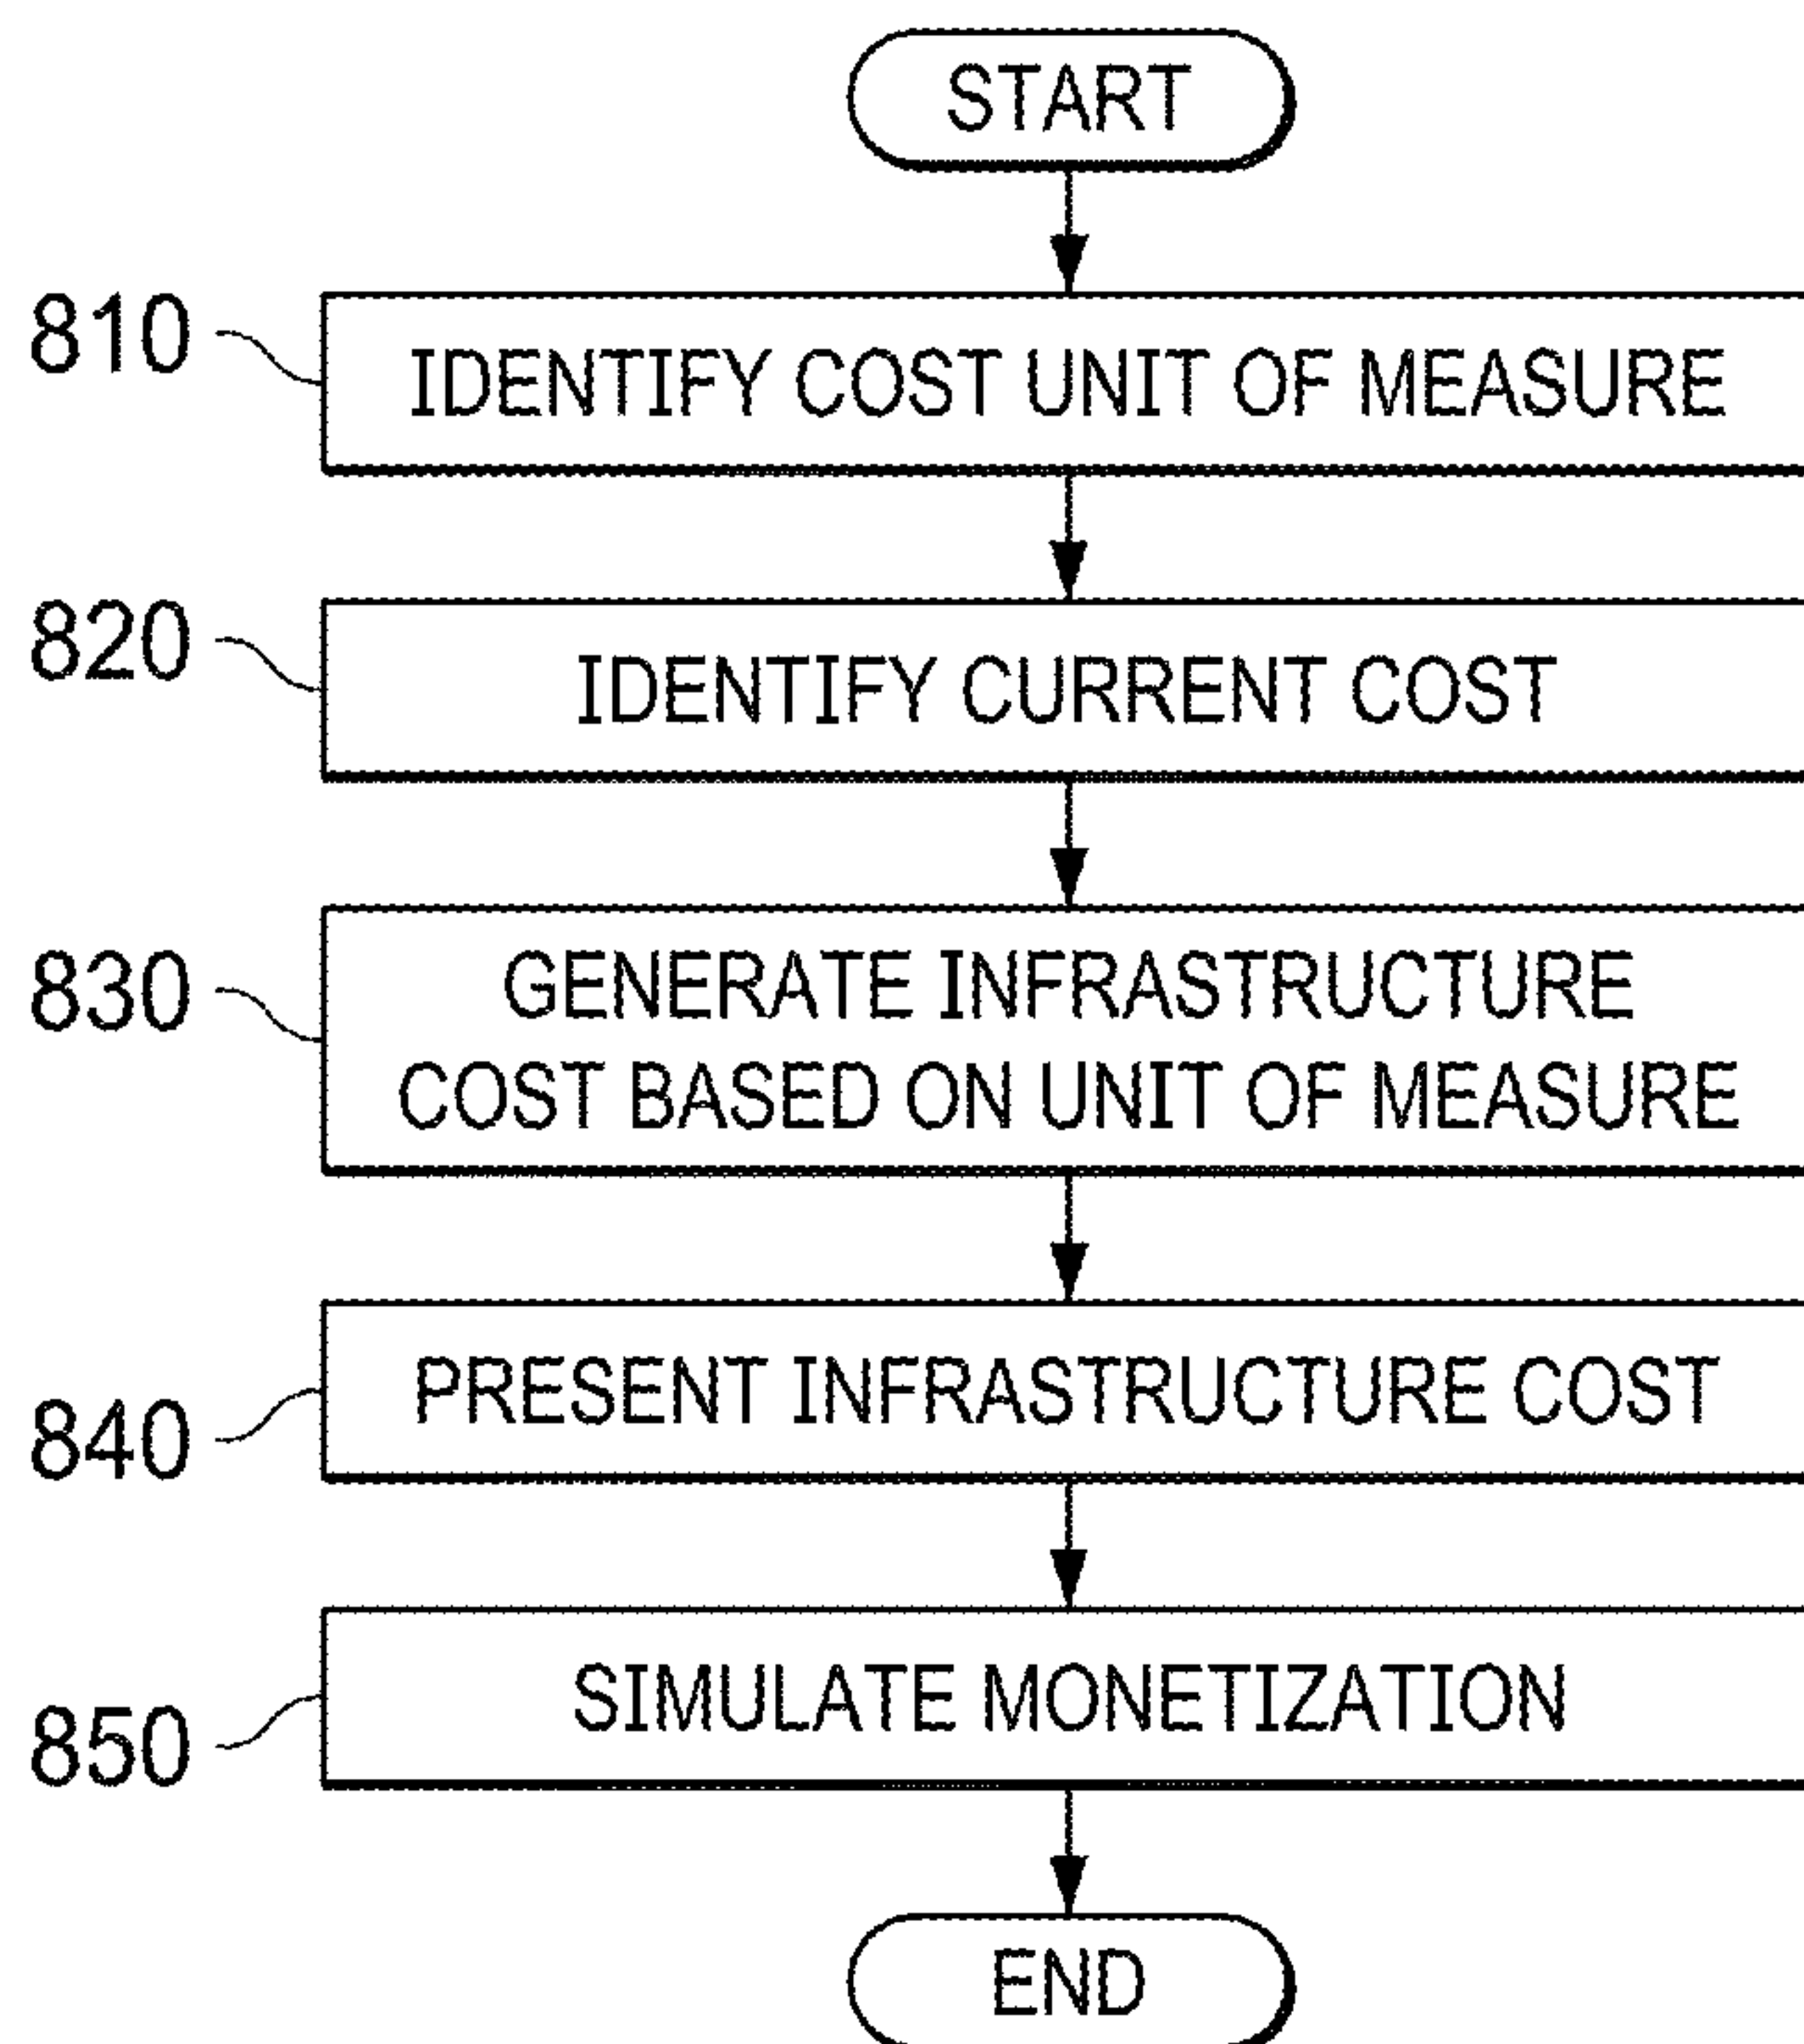 START
810
IDENTIFY COST UNIT OF MEASURE
820
IDENTIFY CURRENT COST
830
GENERATE INFRASTRUCTURE
COST BASED ON UNIT OF MEASURE
840
PRESENT INFRASTRUCTURE COST
850
SIMULATE MONETIZATION
END